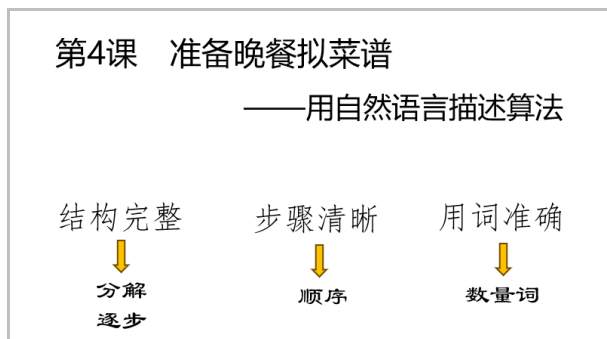 第4课 准备晚餐拟菜谱
——用自然语言描述算法
结构完整 步骤清晰 用词准确
分解 顺序 数量词
逐步